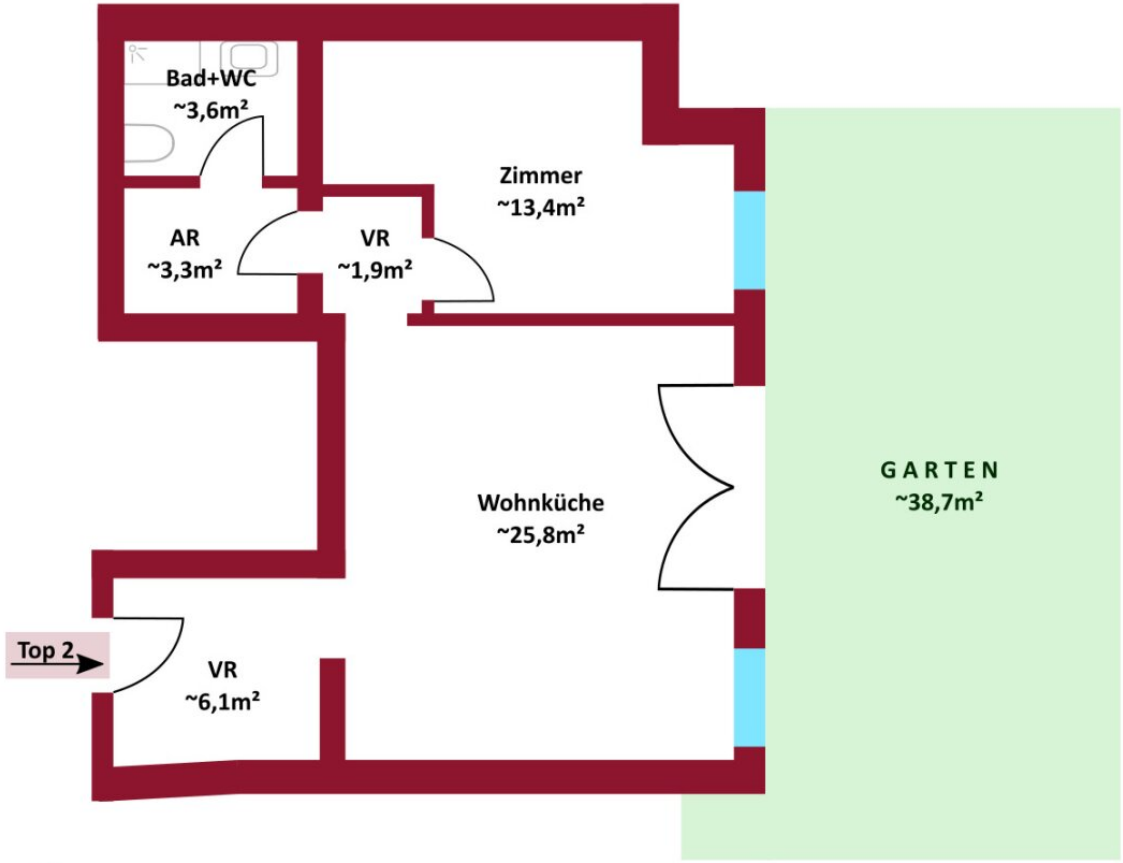 Bad+WC
~3,6m²
Zimmer
~13,4m²
AR
~3,3m²
VR
~1,9m²
GARTEN
~38,7m²
Wohnküche
~25,8m²
Top 2
VR
~6,1m²